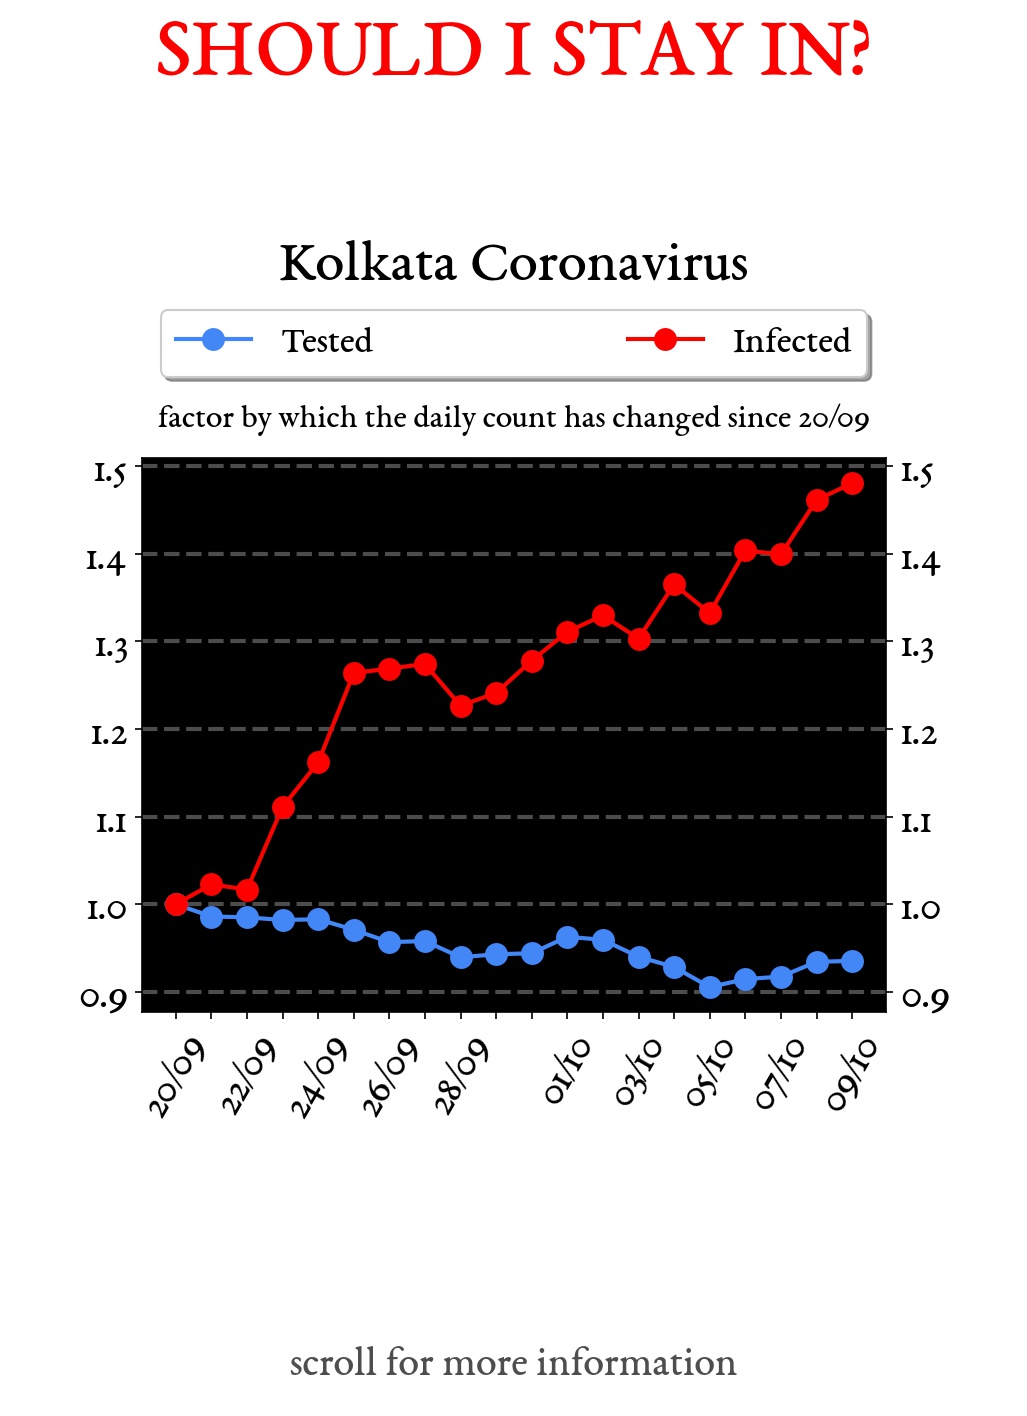 SHOULD I STAY IN?
Kolkata Coronavirus
Tested Infected
factor by which the daily count has changed since 20/09
1.5 1.5
1.4 1.4
1.3 1.3
1.2 1.2
1.1 1.1
1.0 1.0
0.9 0.9
20/09 22/09 24/09 26/09 28/09 01/10 03/10 05/10 07/10 09/10
scroll for more information